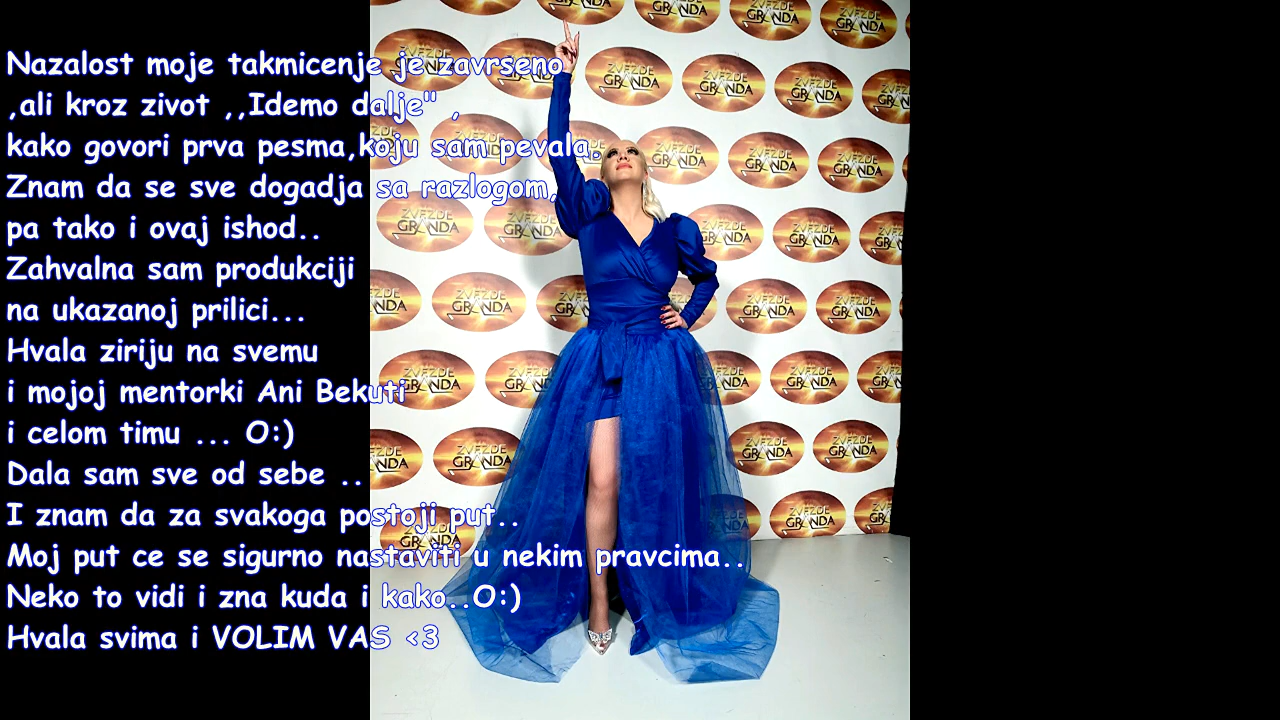 Nazalost moje takmicenje je zavrseno
,ali kroz zivot ,,Idemo dalje" ,
kako govori prva pesma,koju sam pevala
Znam da se sve dogadja sa razlogom,
pa tako i ovaj ishod..
Zahvalna sam produkciji
na ukazanoj prilici...
Hvala ziriju na svemu
i mojoj mentorki Ani Bekuti
i celom timu ... O:)
Dala sam sve od sebe ..
I znam da za svakoga postoji put..
Moj put ce se sigurno nastaviti u nekim pravcima..
Neko to vidi i zna kuda i kako..O:)
Hvala svima i VOLIM VAS <3
ZVEZDE
GRANDA